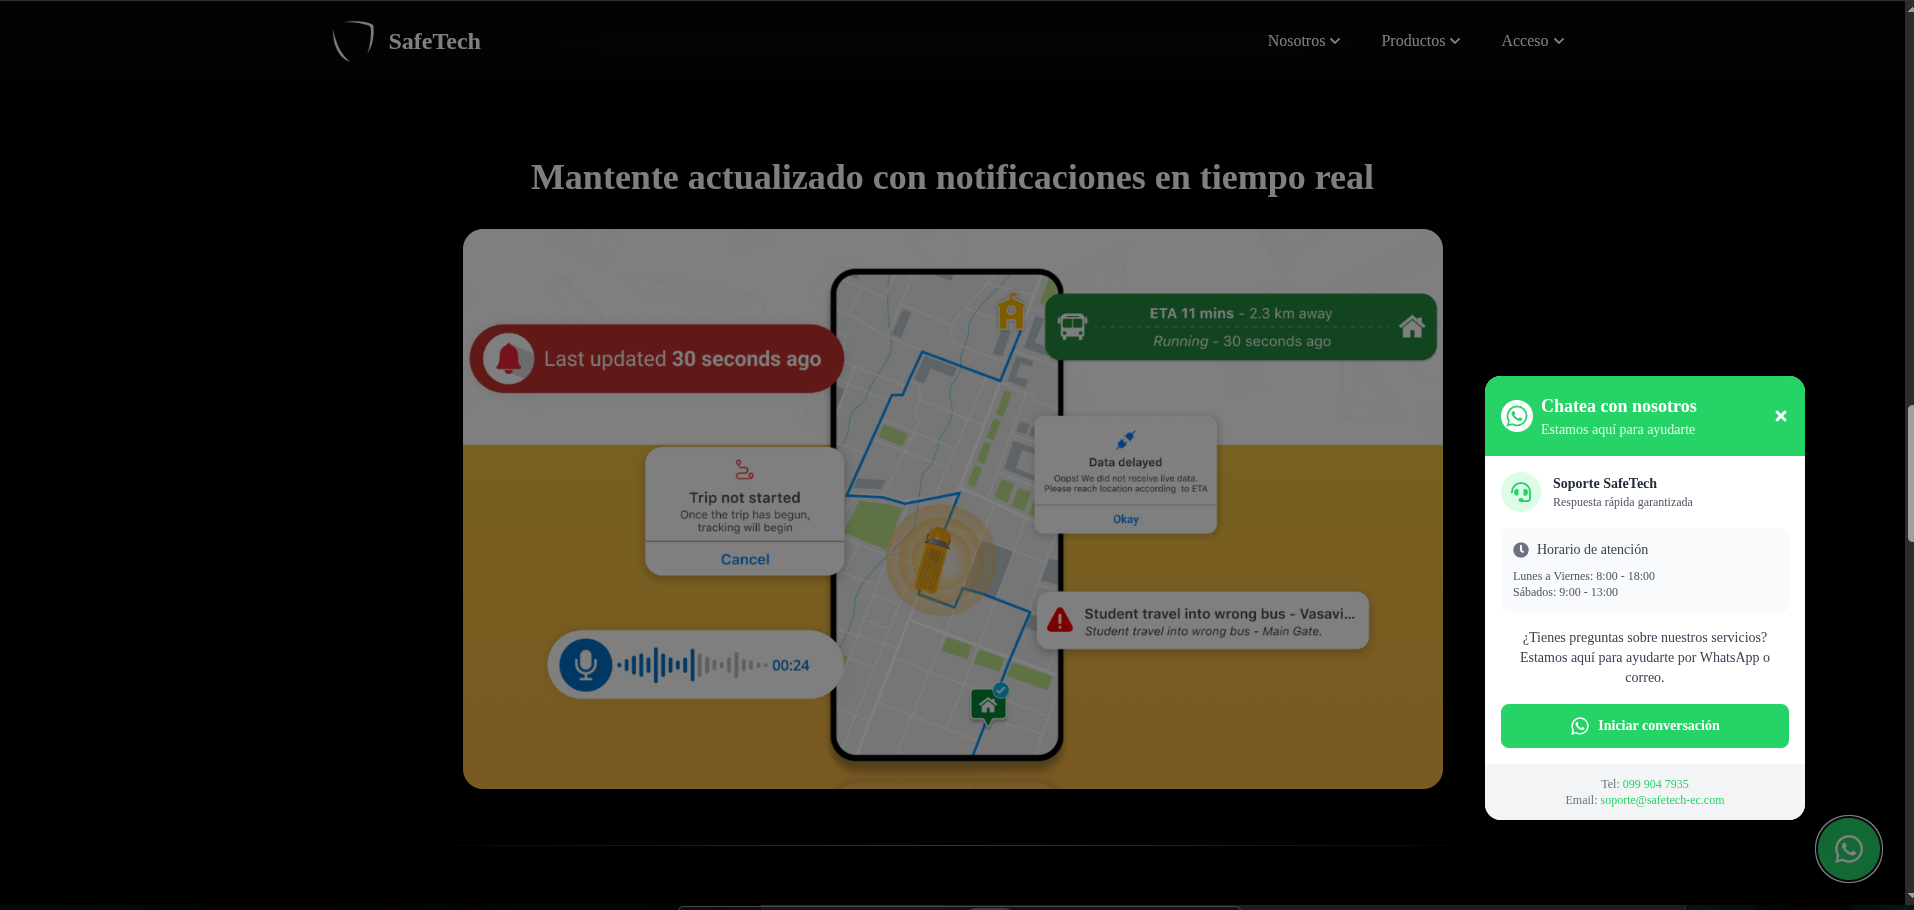 SafeTech
Nosotros
Productos
Acceso
Mantente actualizado con notificaciones en tiempo real
Last updated 30 seconds ago
ETA 11 mins - 2.3 km away
Running - 30 seconds ago
Trip not started
Once the trip has begun,
tracking will begin
Cancel
Data delayed
Oops! We did not receive live data.
Please reach location according to ETA
Okay
Student travel into wrong bus - Vasavi...
Student travel into wrong bus - Main Gate.
00:24
Chatea con nosotros
Estamos aquí para ayudarte
Soporte SafeTech
Respuesta rápida garantizada
Horario de atención
Lunes a Viernes: 8:00 - 18:00
Sábados: 9:00 - 13:00
¿Tienes preguntas sobre nuestros servicios?
Estamos aquí para ayudarte por WhatsApp o
correo.
Iniciar conversación
Tel: 099 904 7935
Email: soporte@safetech-ec.com